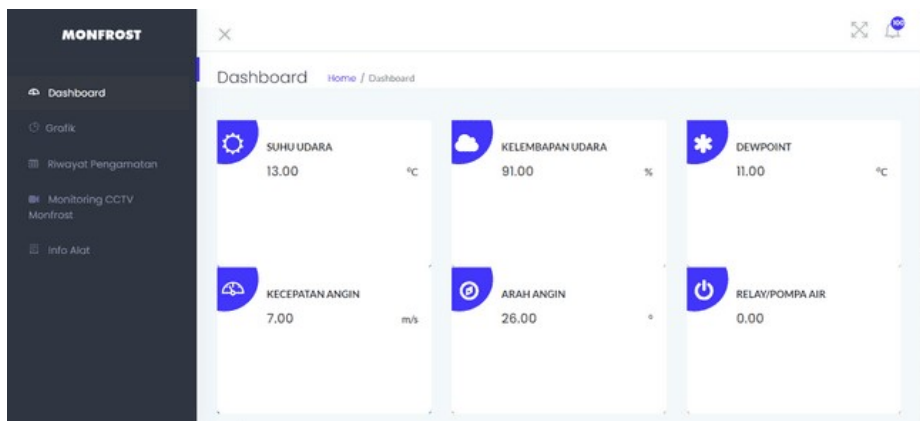 MONFROST
100
Dashboard
Home / Dashboard
Dashboard
Grafik
Riwayat Pengamatan
Monitoring CCTV
Monfrost
Info Alat
SUHU UDARA
13.00 °C
KELEMBAPAN UDARA
91.00 %
DEWPOINT
11.00 °C
KECEPATAN ANGIN
7.00 m/s
ARAH ANGIN
26.00 °
RELAY/POMPA AIR
0.00